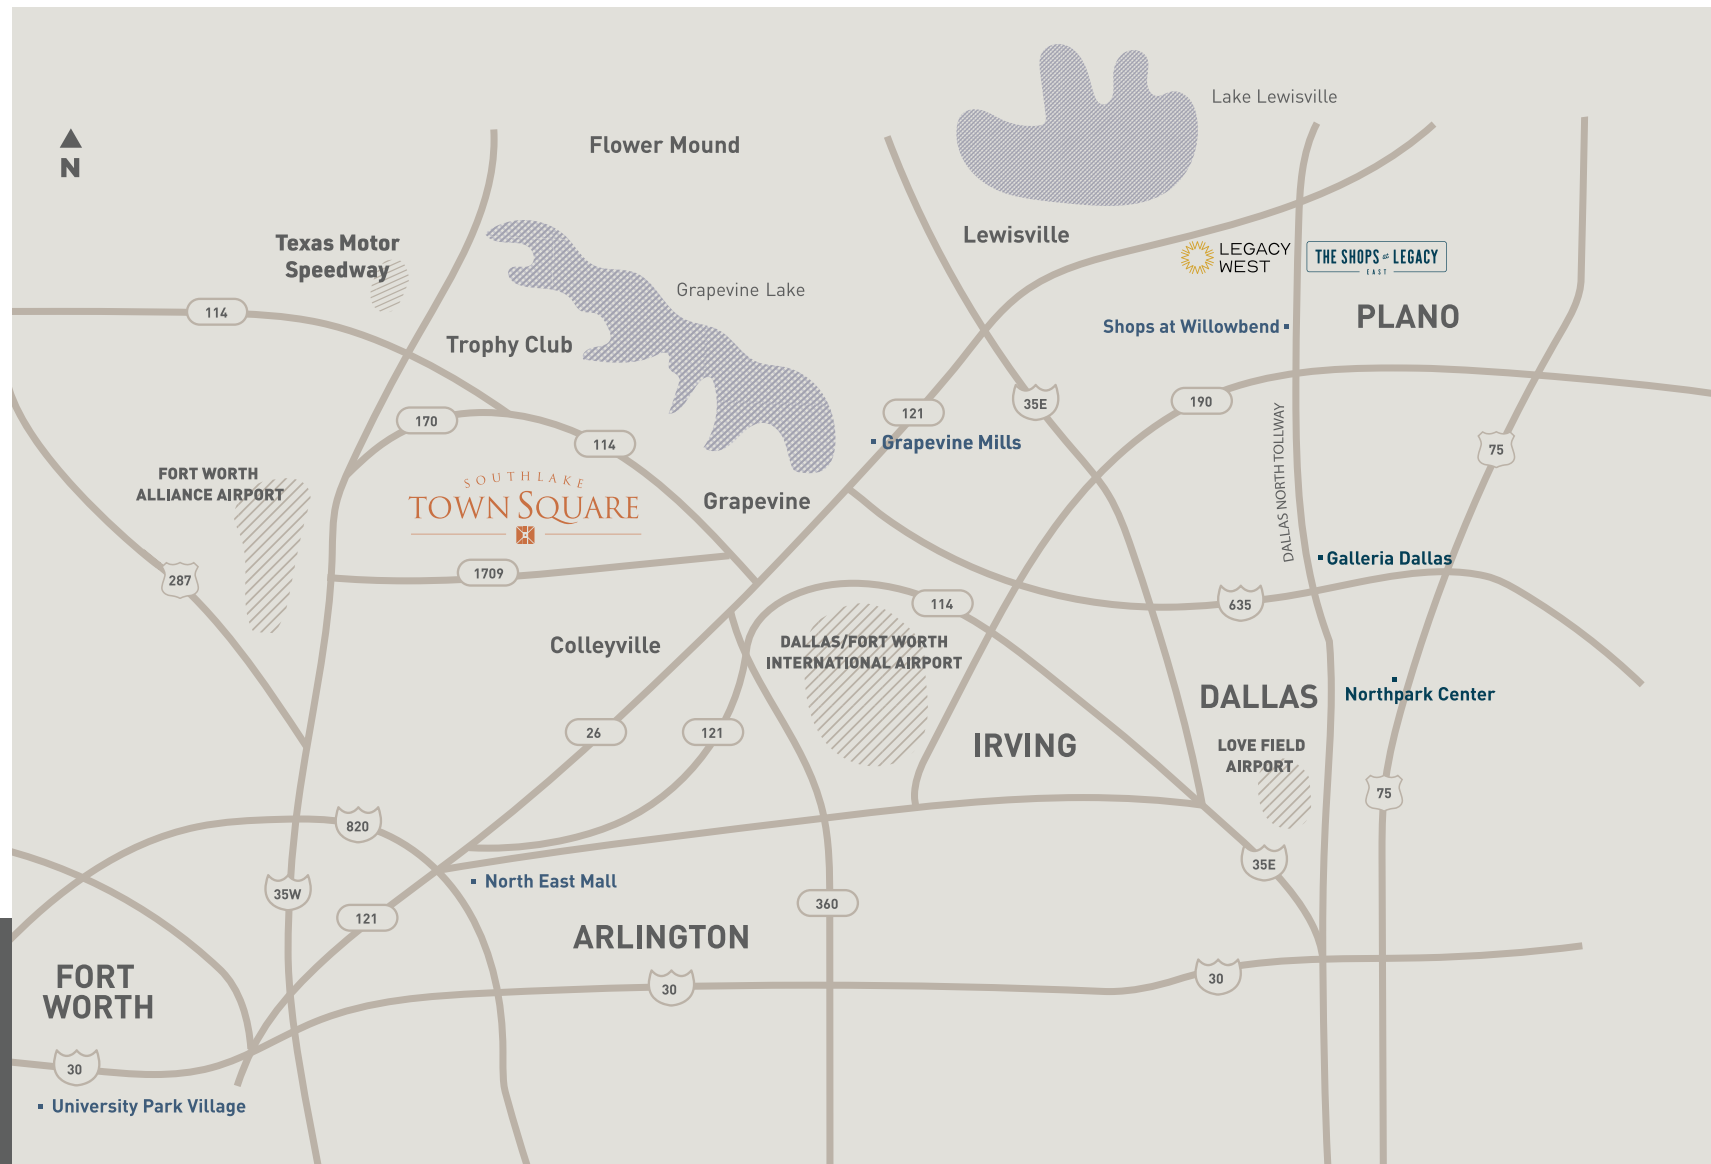 Lake Lewisville
Flower Mound
N
Lewisville
Texas Motor
Speedway
LEGACY
WEST
THE SHOPS at LEGACY
EAST
Grapevine Lake
114
PLANO
Shops at Willowbend
Trophy Club
170
114
121
35E
190
Grapevine Mills
DALLAS NORTH TOLLWAY
75
FORT WORTH
ALLIANCE AIRPORT
SOUTHLAKE
TOWN SQUARE
Grapevine
Galleria Dallas
287
1709
114
635
Colleyville
DALLAS/FORT WORTH
INTERNATIONAL AIRPORT
DALLAS
Northpark Center
26
121
IRVING
LOVE FIELD
AIRPORT
75
820
35E
35W
North East Mall
121
360
ARLINGTON
FORT
WORTH
30
30
30
University Park Village